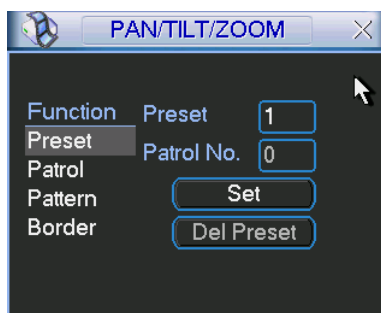 PAN/TILT/ZOOM
Function
Preset
Patrol
Pattern
Border
Preset 1
Patrol No. 0
Set
Del Preset